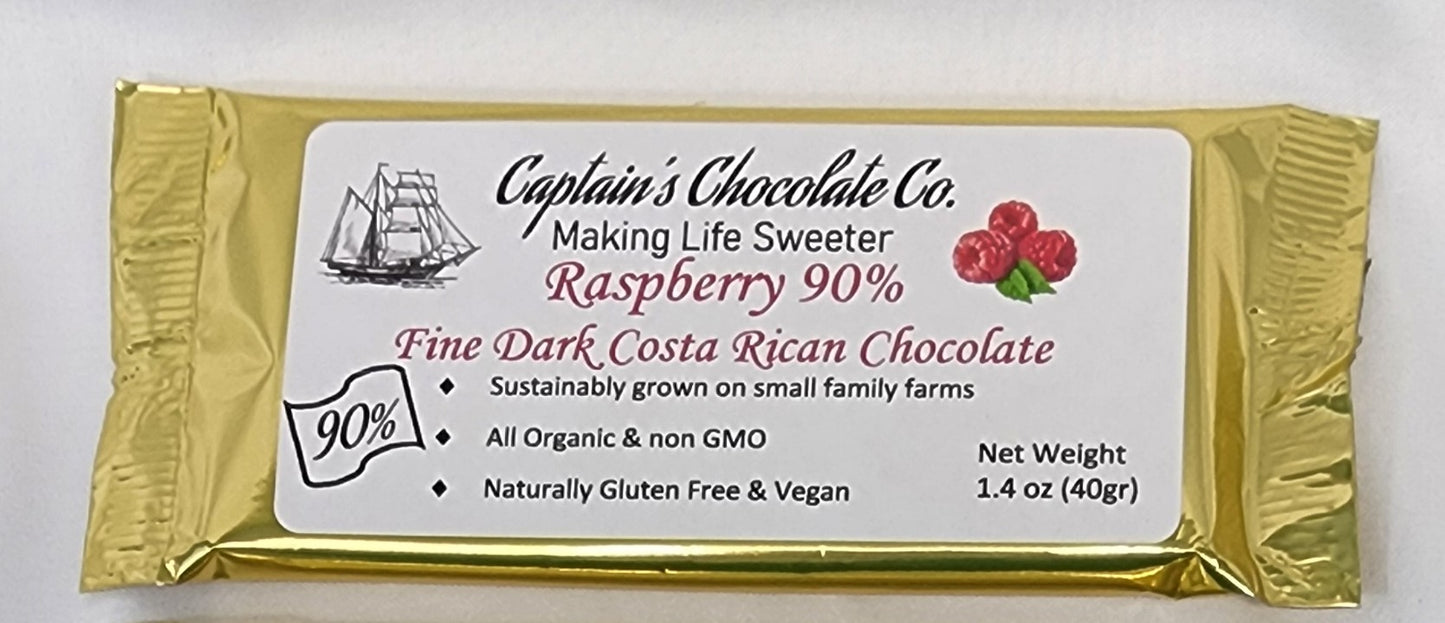 Captain's Chocolate Co.
Making Life Sweeter
Raspberry 90%
Fine Dark Costa Rican Chocolate
90%
♦ Sustainably grown on small family farms
♦ All Organic & non GMO
♦ Naturally Gluten Free & Vegan
Net Weight
1.4 oz (40gr)